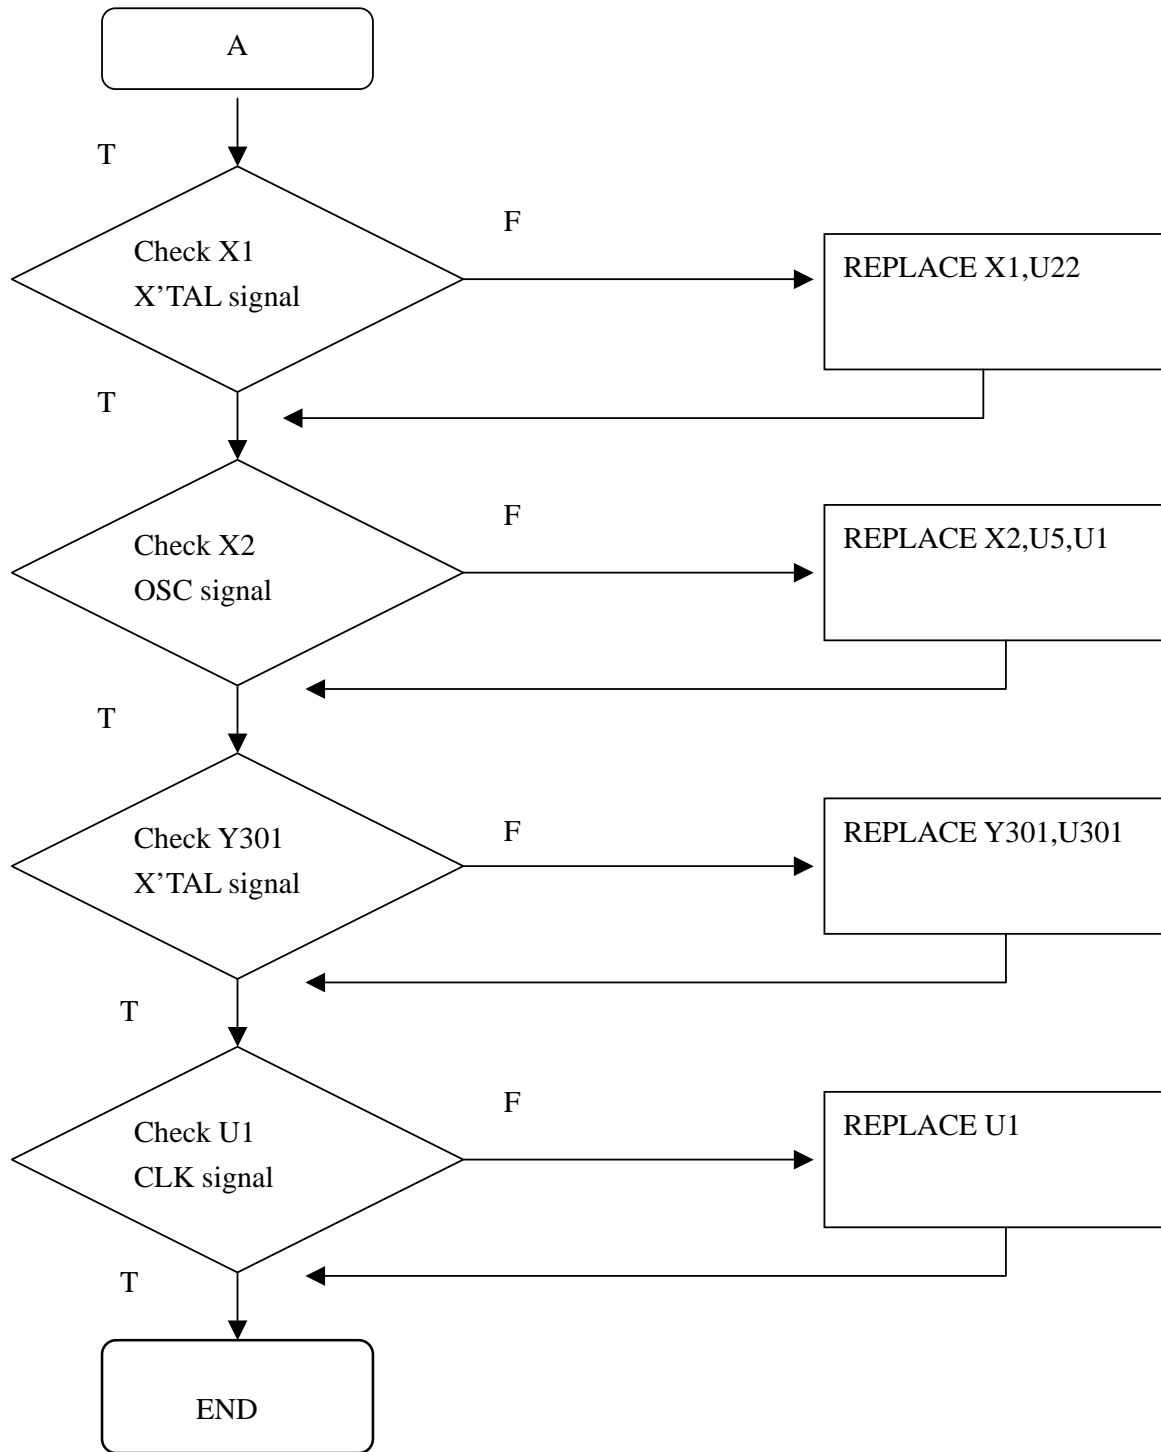 A
T
F
Check X1
X’TAL signal
REPLACE X1,U22
T
F
Check X2
OSC signal
REPLACE X2,U5,U1
T
F
Check Y301
X’TAL signal
REPLACE Y301,U301
T
F
Check U1
CLK signal
REPLACE U1
T
END